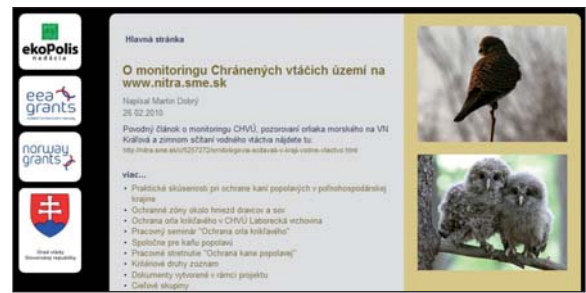 ekoPolis
nadácia
eea
grants
norway
grants
Úrad vlády
Slovenskej republiky
Hlavná stránka
O monitoringu Chránených vtáčích území na
www.nitra.sme.sk
Napísal Martin Dobrý
26.02.2010
Povodný článok o monitoringu CHVÚ, pozorovaní orliaka morského na VN
Kráľová a zimnom sčítaní vodného vtáctva nájdete tu:
viac...
• Praktické skúsenosti pri ochrane kaní popolavých v poľnohospodárskej
krajine
• Ochranné zóny okolo hniezd dravcov a sov
• Ochrana orla krikľavého v CHVÚ Laborecká vrchovina
• Pracovný seminár "Ochrana orla krikľavého"
• Spoločne pre kaňu popolavú
• Pracovné stretnutie "Ochrana kane popolavej"
• Kritériové druhy zoznam
• Dokumenty vytvorené v rámci projektu
• Cieľové skupiny